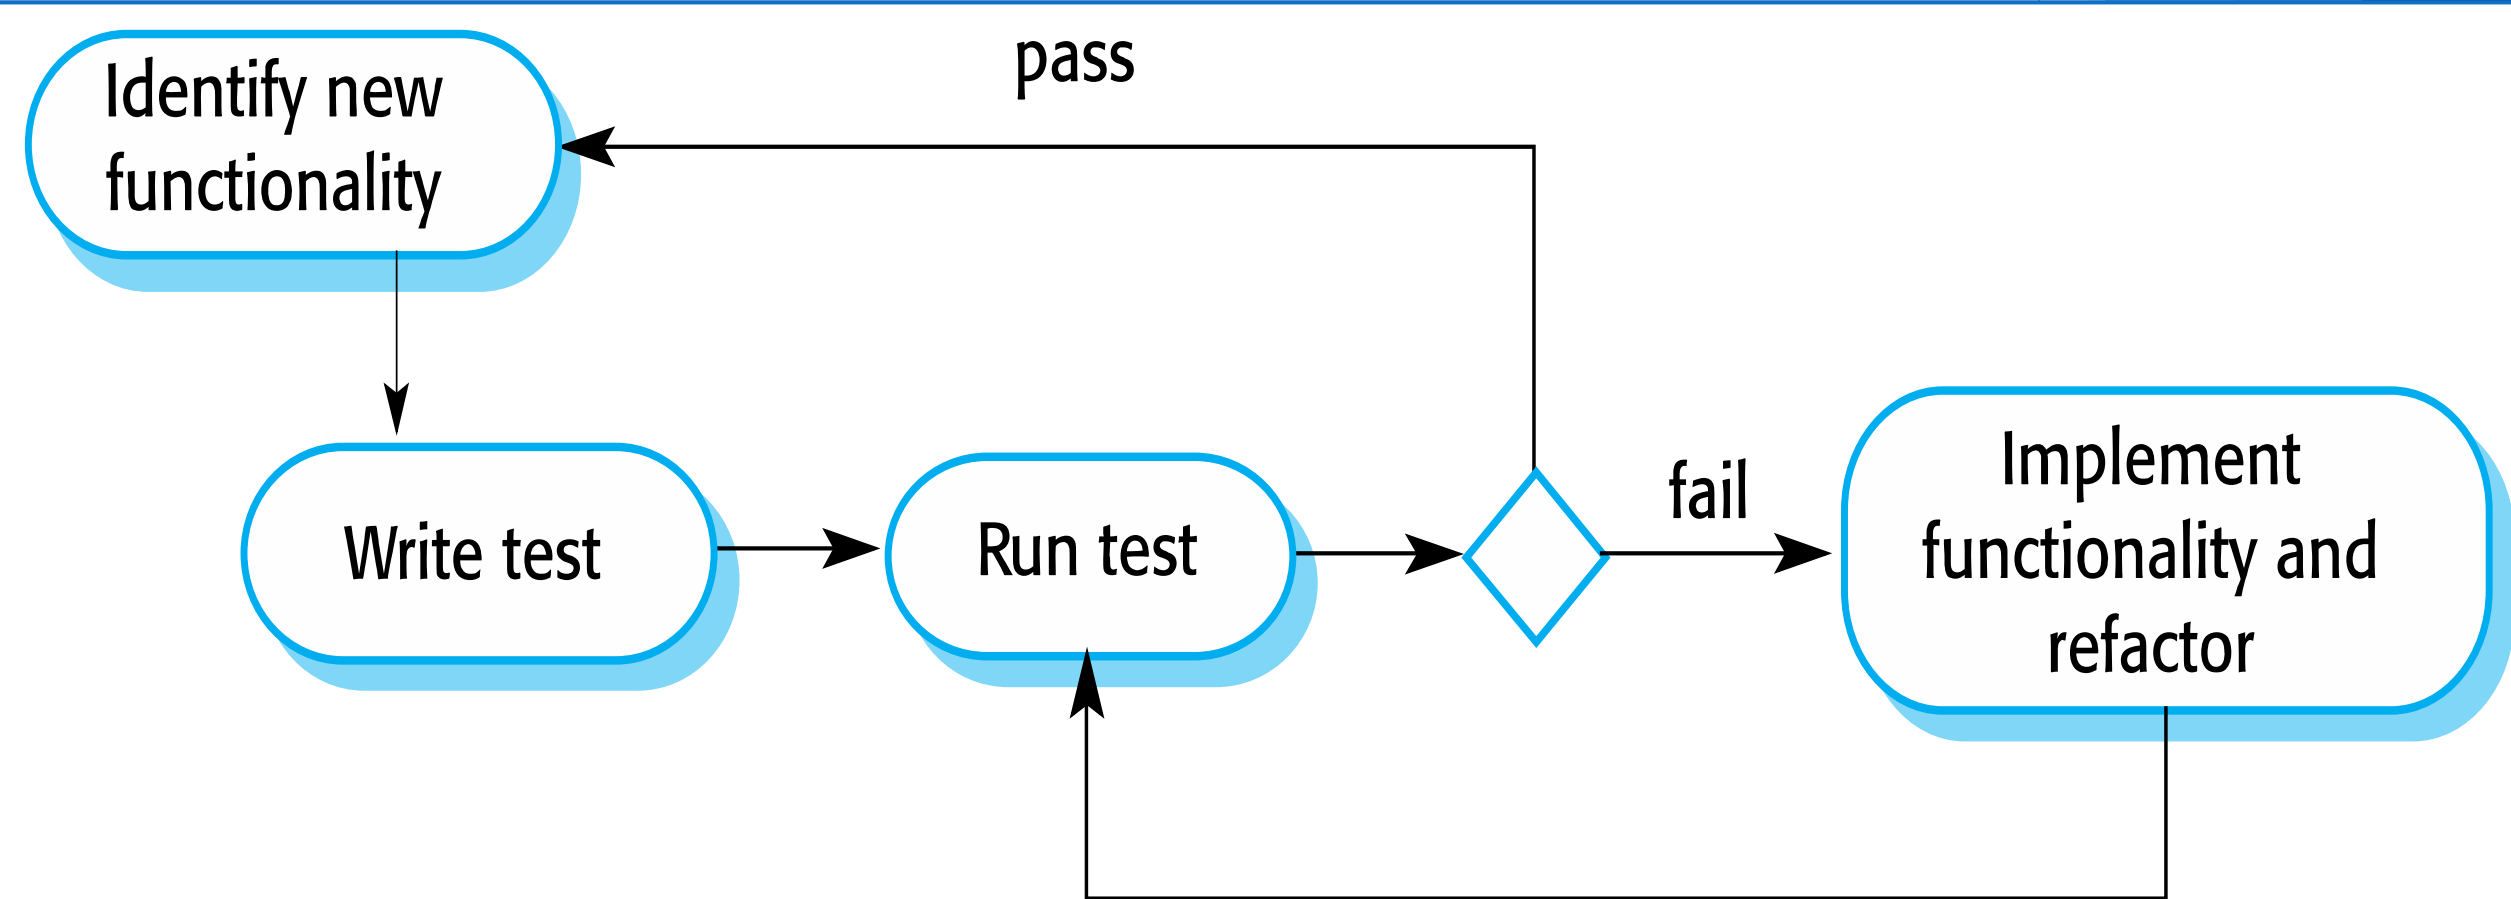 pass
Identify new
functionality
Write test
Run test
fail
Implement
functionality and
refactor